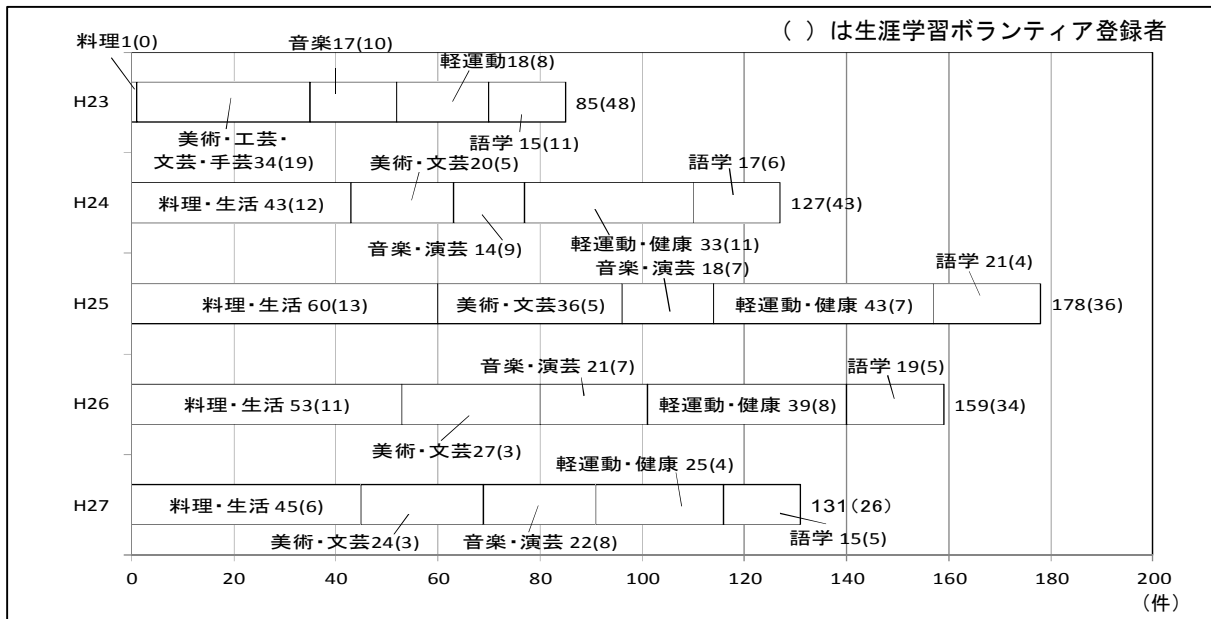 ( ) は生涯学習ボランティア登録者
料理1(0)
音楽17(10)
軽運動18(8)
H23
85(48)
美術・工芸・
文芸・手芸34(19)
語学 15(11)
美術・文芸20(5)
語学 17(6)
H24
料理・生活 43(12)
127(43)
音楽・演芸 14(9)
軽運動・健康 33(11)
音楽・演芸 18(7)
語学 21(4)
H25
料理・生活 60(13)
美術・文芸36(5)
軽運動・健康 43(7)
178(36)
音楽・演芸 21(7)
語学 19(5)
H26
料理・生活 53(11)
軽運動・健康 39(8)
159(34)
美術・文芸27(3)
軽運動・健康 25(4)
H27
料理・生活 45(6)
131(26)
美術・文芸24(3)
音楽・演芸 22(8)
語学 15(5)
0 20 40 60 80 100 120 140 160 180 200
(件)